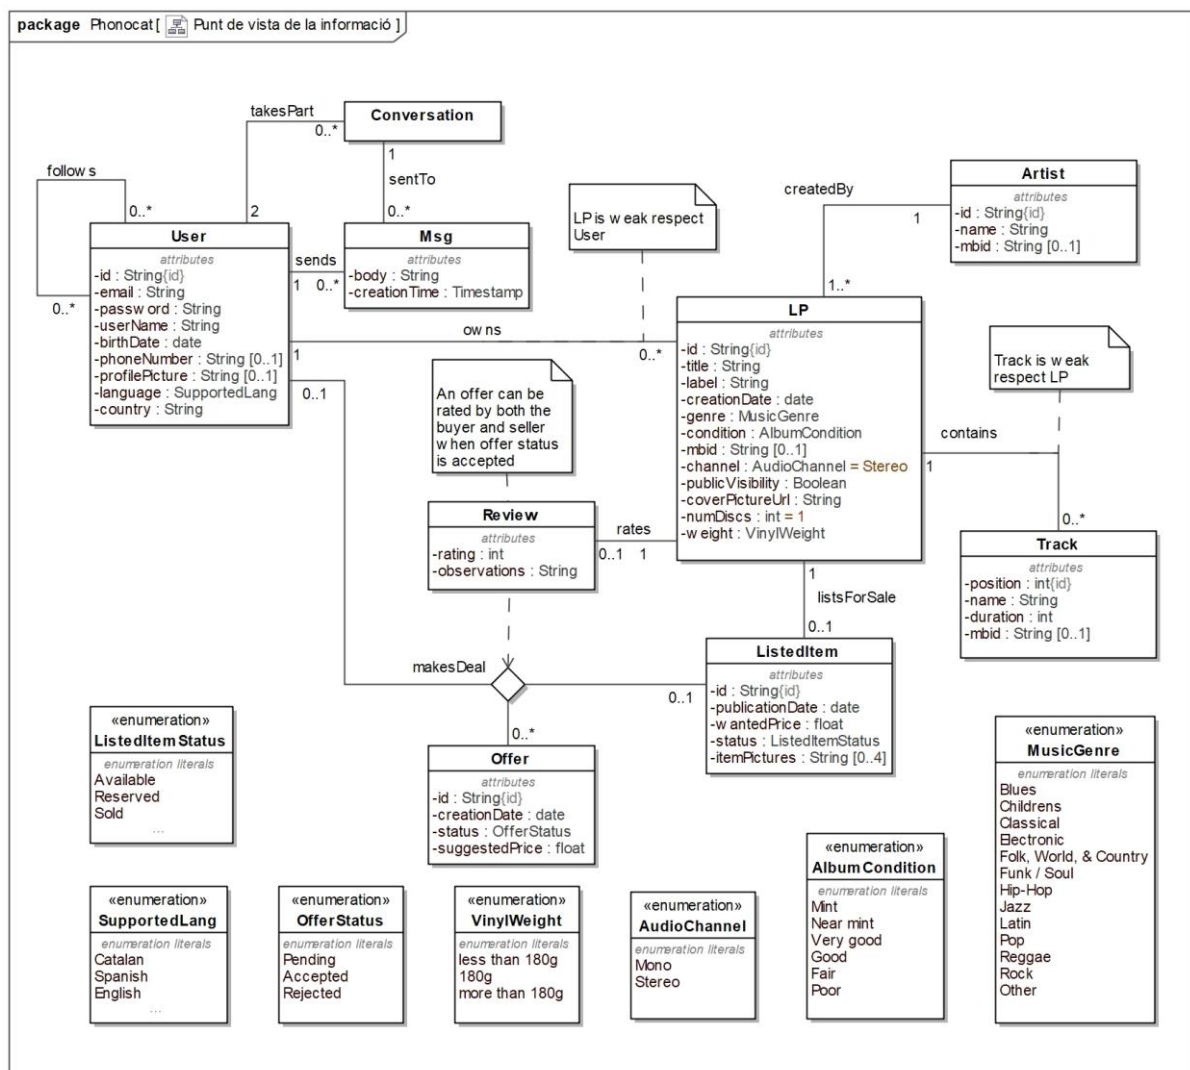 package Phonocat [ Punt de vista de la informació ]
takesPart
0..*
2
Conversation
1
sentTo
0..*
follows
0..*
0..*
User
attributes
-id : String{id}
-email : String
-password : String
-userName : String
-birthDate : date
-phoneNumber : String [0..1]
-profilePicture : String [0..1]
-language : SupportedLang
-country : String
sends
1 0..*
Msg
attributes
-body : String
-creationTime : Timestamp
LP is weak respect
User
createdBy
1
1..*
Artist
attributes
-id : String{id}
-name : String
-mbid : String [0..1]
owns
1
0..*
LP
attributes
-id : String{id}
-title : String
-label : String
-creationDate : date
-genre : MusicGenre
-condition : AlbumCondition
-mbid : String [0..1]
-channel : AudioChannel = Stereo
-publicVisibility : Boolean
-coverPictureUrl : String
-numDiscs : int = 1
-weight : VinylWeight
Track is weak
respect LP
contains
1
0..*
Track
attributes
-position : int{id}
-name : String
-duration : int
-mbid : String [0..1]
0..1
An offer can be
rated by both the
buyer and seller
when offer status
is accepted
Review
attributes
-rating : int
-observations : String
rates
0..1 1
1
listsForSale
0..1
ListedItem
attributes
-id : String{id}
-publicationDate : date
-wantedPrice : float
-status : ListedItemStatus
-itemPictures : String [0..4]
makesDeal
0..1
0..*
Offer
attributes
-id : String{id}
-creationDate : date
-status : OfferStatus
-suggestedPrice : float
«enumeration»
ListedItemStatus
enumeration literals
Available
Reserved
Sold
...
«enumeration»
SupportedLang
enumeration literals
Catalan
Spanish
English
...
«enumeration»
OfferStatus
enumeration literals
Pending
Accepted
Rejected
«enumeration»
VinylWeight
enumeration literals
less than 180g
180g
more than 180g
«enumeration»
AudioChannel
enumeration literals
Mono
Stereo
«enumeration»
AlbumCondition
enumeration literals
Mint
Near mint
Very good
Good
Fair
Poor
«enumeration»
MusicGenre
enumeration literals
Blues
Childrens
Classical
Electronic
Folk, World, & Country
Funk / Soul
Hip-Hop
Jazz
Latin
Pop
Reggae
Rock
Other